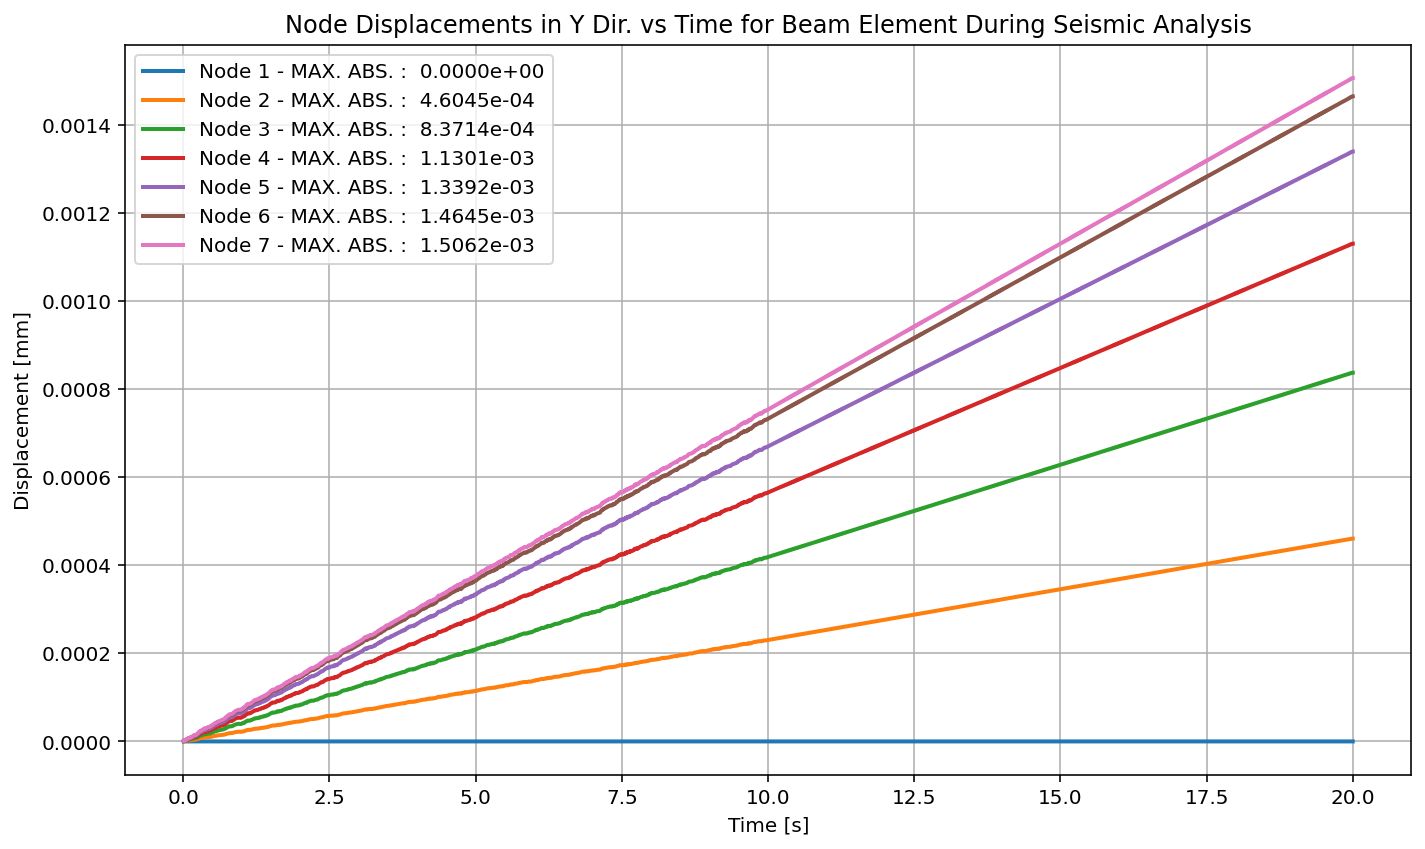 Node Displacements in Y Dir. vs Time for Beam Element During Seismic Analysis
Node 1 - MAX. ABS. : 0.0000e+00
Node 2 - MAX. ABS. : 4.6045e-04
Node 3 - MAX. ABS. : 8.3714e-04
Node 4 - MAX. ABS. : 1.1301e-03
Node 5 - MAX. ABS. : 1.3392e-03
Node 6 - MAX. ABS. : 1.4645e-03
Node 7 - MAX. ABS. : 1.5062e-03
Displacement [mm]
0.0014
0.0012
0.0010
0.0008
0.0006
0.0004
0.0002
0.0000
0.0 2.5 5.0 7.5 10.0 12.5 15.0 17.5 20.0
Time [s]